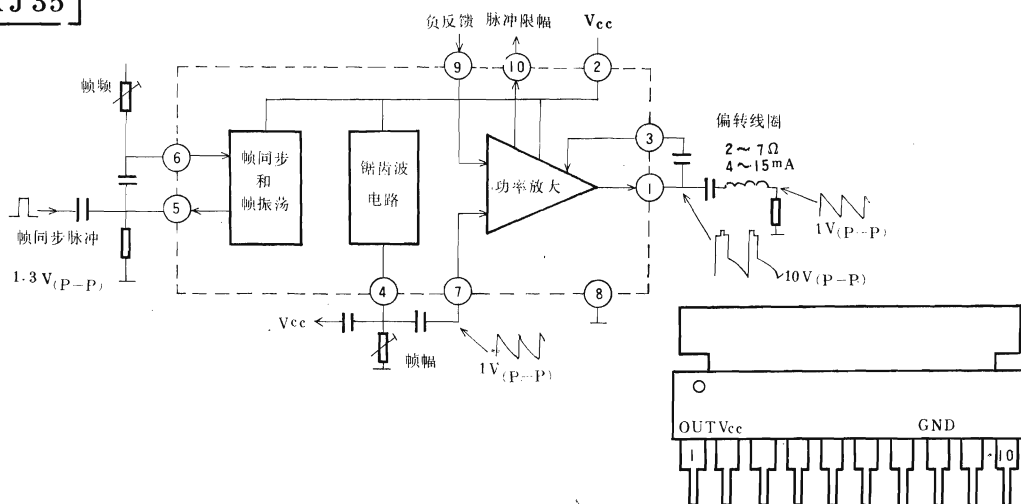 J 35
负反馈 脉冲限幅 Vcc
9 10 2
帧频
6
5
帧同步
和
帧振荡
锯齿波
电路
功率放大
3
1
偏转线圈
2～7Ω
4～15mA
1V(P-P)
10V(P-P)
帧同步脉冲
1.3V(P-P)
4 7 8
Vcc
帧幅
1V(P-P)
OUT Vcc GND
1 10